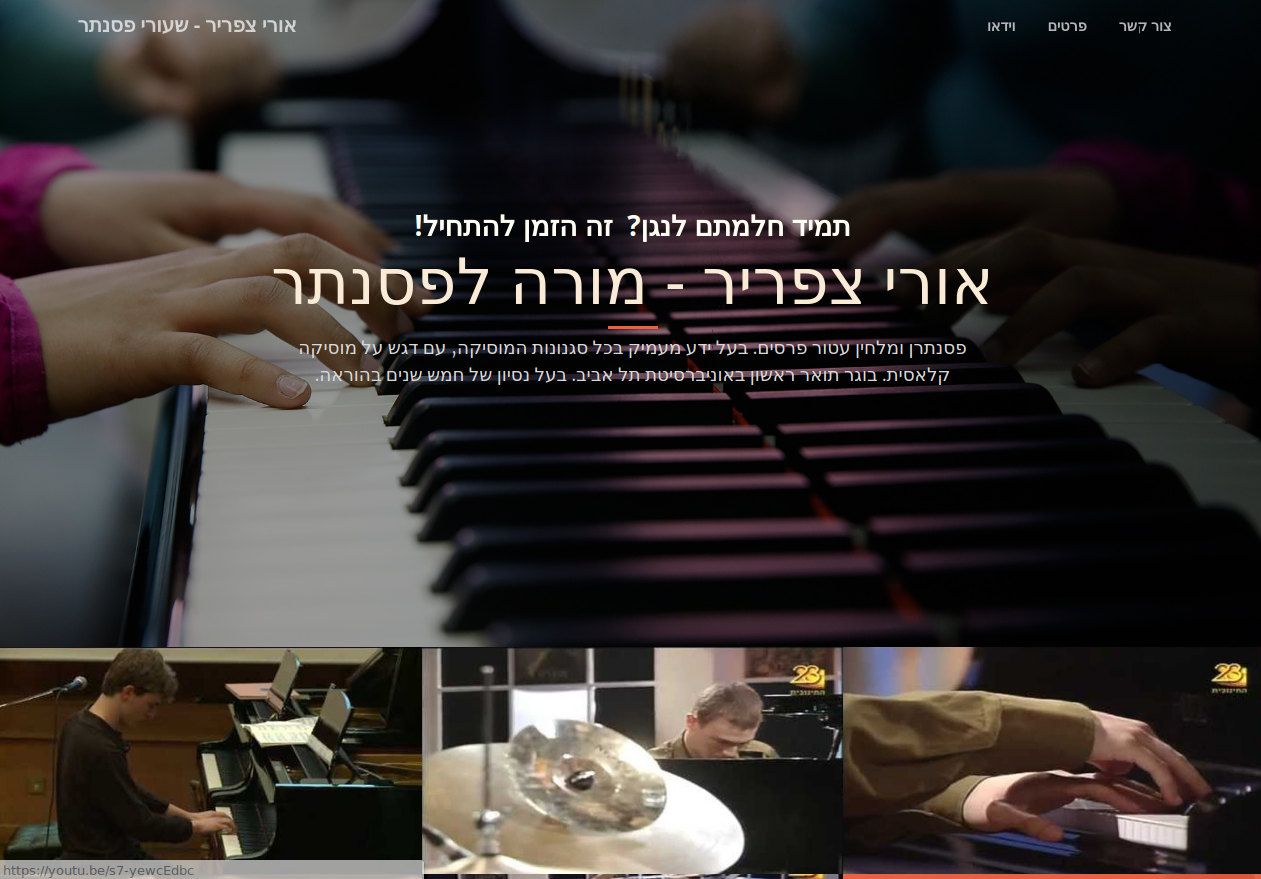 אורי צפריר - שעורי פסנתר
צור קשר
פרטים
וידאו
תמיד חלמתם לנגן? זה הזמן להתחיל!
אורי צפריר - מורה לפסנתר
פסנתרן ומלחין עטור פרסים. בעל ידע מעמיק בכל סגנונות המוסיקה, עם דגש על מוסיקה
קלאסית. בוגר תואר ראשון באוניברסיטת תל אביב. בעל נסיון של חמש שנים בהוראה.
23
החינוכית
23
החינוכית
https://youtu.be/s7-yewcEdbc